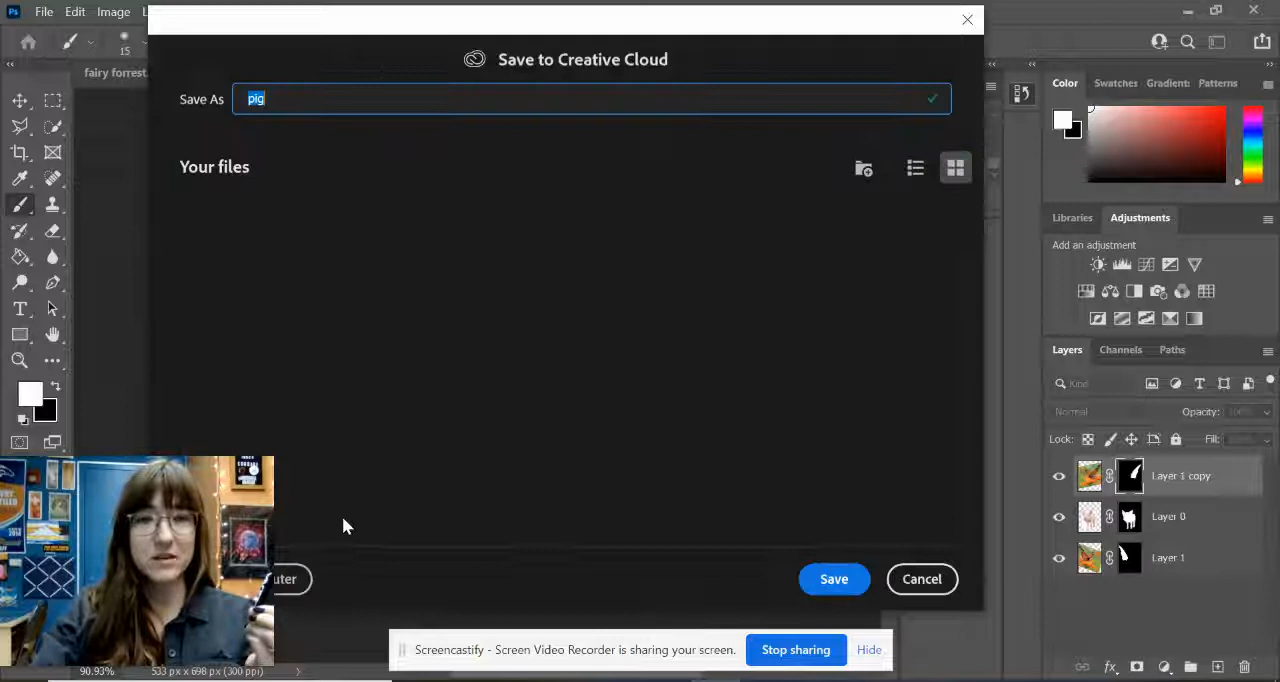 Ps File Edit Image
Save to Creative Cloud
15
fairy forrest.
Save As pig
Color Swatches Gradient: Patterns
Your files
Libraries Adjustments
Add an adjustment
Layers Channels Paths
Kind
Normal Opacity: 100%
Lock: Fill:
Layer 1 copy
Layer 0
Layer 1
uter Save Cancel
Screencastify - Screen Video Recorder is sharing your screen. Stop sharing Hide
90.93% 533 px x 698 px (300 ppi)
fx